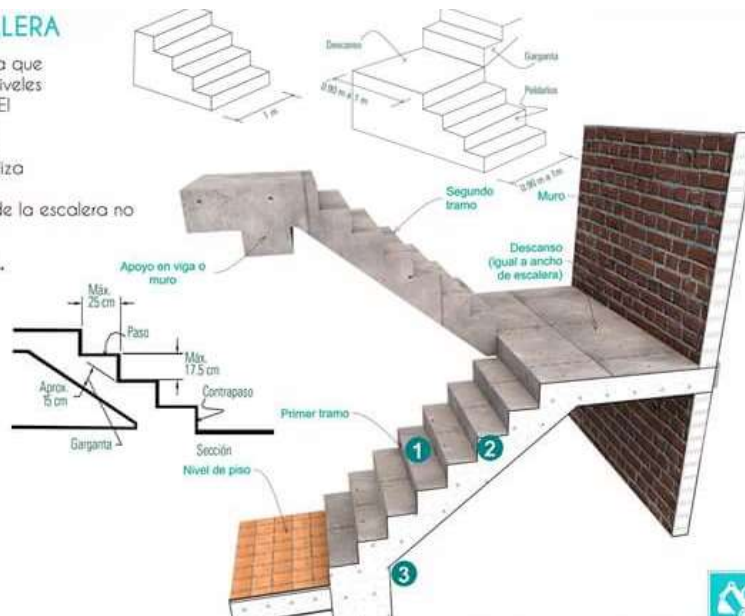 LERA
a que
iveles
El
iza
de la escalera no
1 m
Descanso
0.90 m a 1 m
Garganta
Peldaños
0.90 m a 1m
Segundo
tramo
Muro
Descanso
(igual a ancho
de escalera)
Apoyo en viga o
muro
Máx.
25 cm
Paso
Máx.
17.5 cm
Aprox.
15 cm
Contrapaso
Garganta
Sección
Primer tramo
Nivel de piso
1
2
3